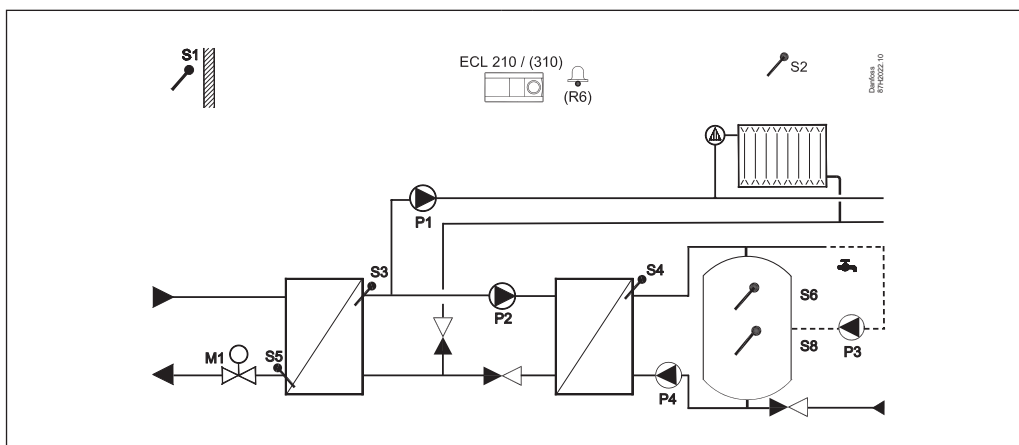 S1
ECL 210 / (310)
(R6)
S2
Danfoss
87H2022.10
P1
S3
S4
P2
S6
S8
P3
M1
S5
P4